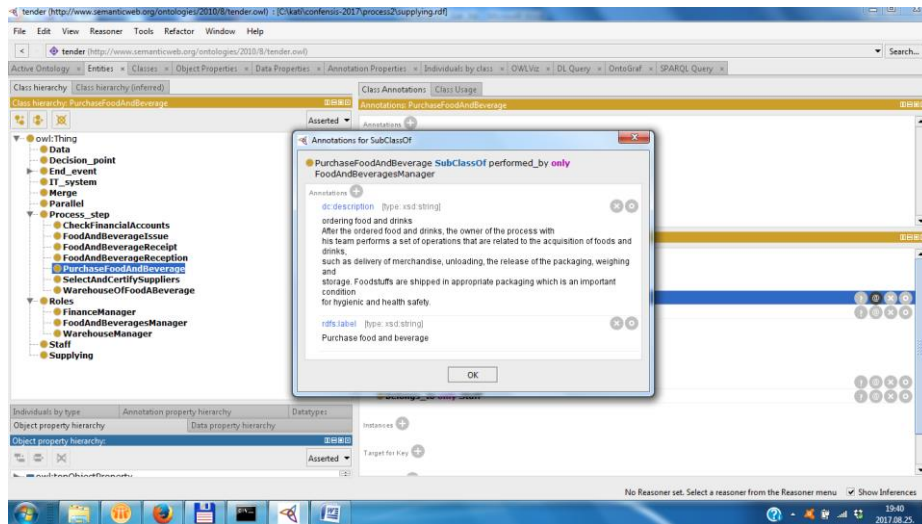 tender (http://www.semanticweb.org/ontologies/2010/8/tender.owl) : [C:\kati\confensis-2017\process2\supplying.rdf]
File Edit View Reasoner Tools Refactor Window Help
tender (http://www.semanticweb.org/ontologies/2010/8/tender.owl)
Search...
Active Ontology Entities Classes Object Properties Data Properties Annotation Properties Individuals by class OWLViz DL Query OntoGraf SPARQL Query
Class hierarchy Class hierarchy (inferred)
Class hierarchy: PurchaseFoodAndBeverage
Asserted
owl:Thing
Data
Decision_point
End_event
IT_system
Merge
Parallel
Process_step
CheckFinancialAccounts
FoodAndBeverageIssue
FoodAndBeverageReceipt
FoodAndBeverageReception
PurchaseFoodAndBeverage
SelectAndCertifySuppliers
WarehouseOfFoodABeverage
Roles
FinanceManager
FoodAndBeveragesManager
WarehouseManager
Staff
Supplying
Individuals by type Annotation property hierarchy Datatypes
Object property hierarchy Data property hierarchy
Object property hierarchy:
Asserted
Class Annotations Class Usage
Annotations: PurchaseFoodAndBeverage
Annotations
Annotations for SubClassOf
PurchaseFoodAndBeverage SubClassOf performed_by only
FoodAndBeveragesManager
Annotations
dc:description [type: xsd:string]
ordering food and drinks
After the ordered food and drinks, the owner of the process with
his team performs a set of operations that are related to the acquisition of foods and
drinks,
such as delivery of merchandise, unloading, the release of the packaging, weighing
and
storage. Foodstuffs are shipped in appropriate packaging which is an important
condition
for hygienic and health safety.
rdfs:label [type: xsd:string]
Purchase food and beverage
OK
Instances
Target for Key
No Reasoner set. Select a reasoner from the Reasoner menu Show Inferences
19:40
2017.08.25.